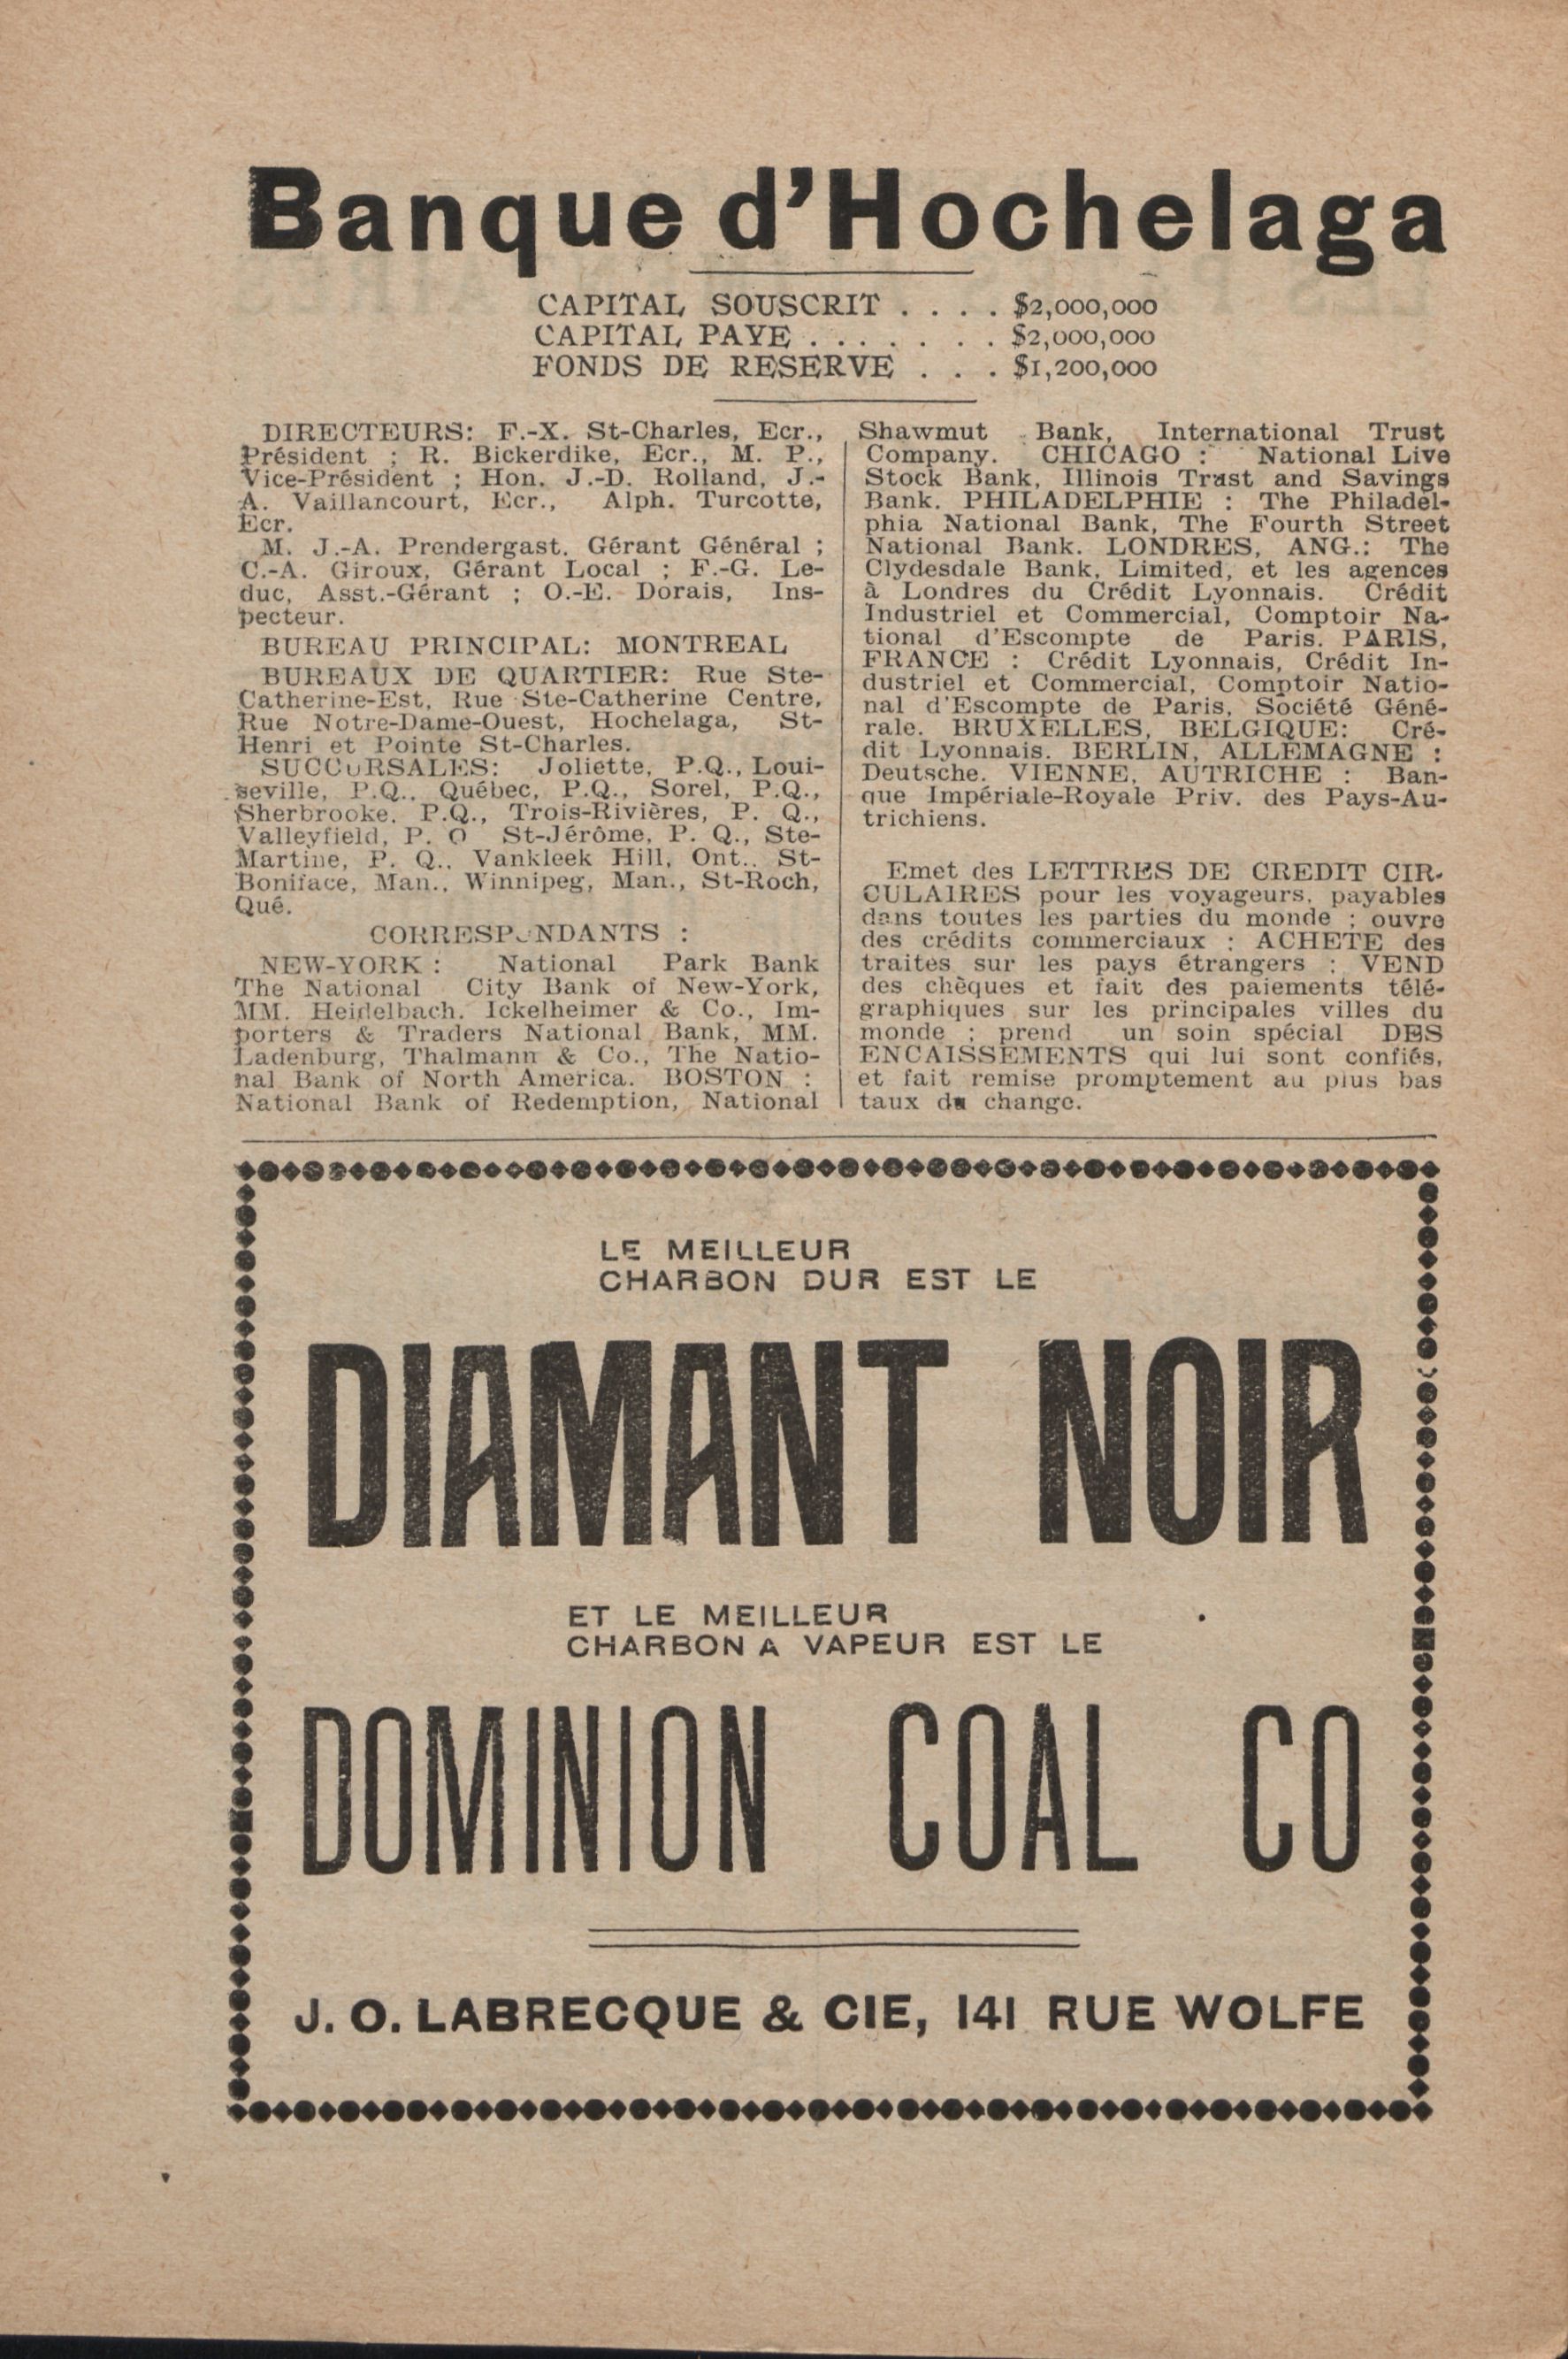 Banque d'Hochelaga
CAPITAL SOUSCRIT . . . . $2,000,000
CAPITAL PAYE . . . . . . . $2,000,000
FONDS DE RESERVE . . . $1,200,000
DIRECTEURS: F.-X. St-Charles, Ecr.,
Président ; R. Bickerdike, Ecr., M. P.,
Vice-Président ; Hon. J.-D. Rolland, J.-
A. Vaillancourt, Ecr., Alph. Turcotte,
Ecr.
M. J.-A. Prendergast. Gérant Général ;
C.-A. Giroux, Gérant Local ; F.-G. Le-
duc, Asst.-Gérant ; O.-E. Dorais, Ins-
pecteur.
BUREAU PRINCIPAL: MONTREAL
BUREAUX DE QUARTIER: Rue Ste-
Catherine-Est, Rue Ste-Catherine Centre,
Rue Notre-Dame-Ouest, Hochelaga, St-
Henri et Pointe St-Charles.
SUCCURSALES: Joliette, P.Q., Loui-
seville, P.Q., Québec, P.Q., Sorel, P.Q.,
Sherbrooke. P.Q., Trois-Rivières, P. Q.,
Valleyfield, P. O St-Jérôme, P. Q., Ste-
Martine, P. Q., Vankleek Hill, Ont., St-
Boniface, Man., Winnipeg, Man., St-Roch,
Qué.
CORRESPONDANTS :
NEW-YORK : National Park Bank
The National City Bank of New-York,
MM. Heidelbach. Ickelheimer & Co., Im-
porters & Traders National Bank, MM.
Ladenburg, Thalmann & Co., The Natio-
nal Bank of North America. BOSTON :
National Bank of Redemption, National
Shawmut Bank, International Trust
Company. CHICAGO : National Live
Stock Bank, Illinois Trust and Savings
Bank. PHILADELPHIE : The Philadel-
phia National Bank, The Fourth Street
National Bank. LONDRES, ANG.: The
Clydesdale Bank, Limited, et les agences
à Londres du Crédit Lyonnais. Crédit
Industriel et Commercial, Comptoir Na-
tional d'Escompte de Paris. PARIS,
FRANCE : Crédit Lyonnais, Crédit In-
dustriel et Commercial, Comptoir Natio-
nal d'Escompte de Paris, Société Géné-
rale. BRUXELLES, BELGIQUE: Cré-
dit Lyonnais. BERLIN, ALLEMAGNE :
Deutsche. VIENNE, AUTRICHE : Ban-
que Impériale-Royale Priv. des Pays-Au-
trichiens.
Emet des LETTRES DE CREDIT CIR-
CULAIRES pour les voyageurs, payables
dans toutes les parties du monde ; ouvre
des crédits commerciaux ; ACHETE des
traites sur les pays étrangers ; VEND
des chèques et fait des paiements télé-
graphiques sur les principales villes du
monde ; prend un soin spécial DES
ENCAISSEMENTS qui lui sont confiés,
et fait remise promptement au plus bas
taux du change.
LE MEILLEUR
CHARBON DUR EST LE
DIAMANT NOIR
ET LE MEILLEUR
CHARBON A VAPEUR EST LE
DOMINION COAL CO
J. O. LABRECQUE & CIE, 141 RUE WOLFE